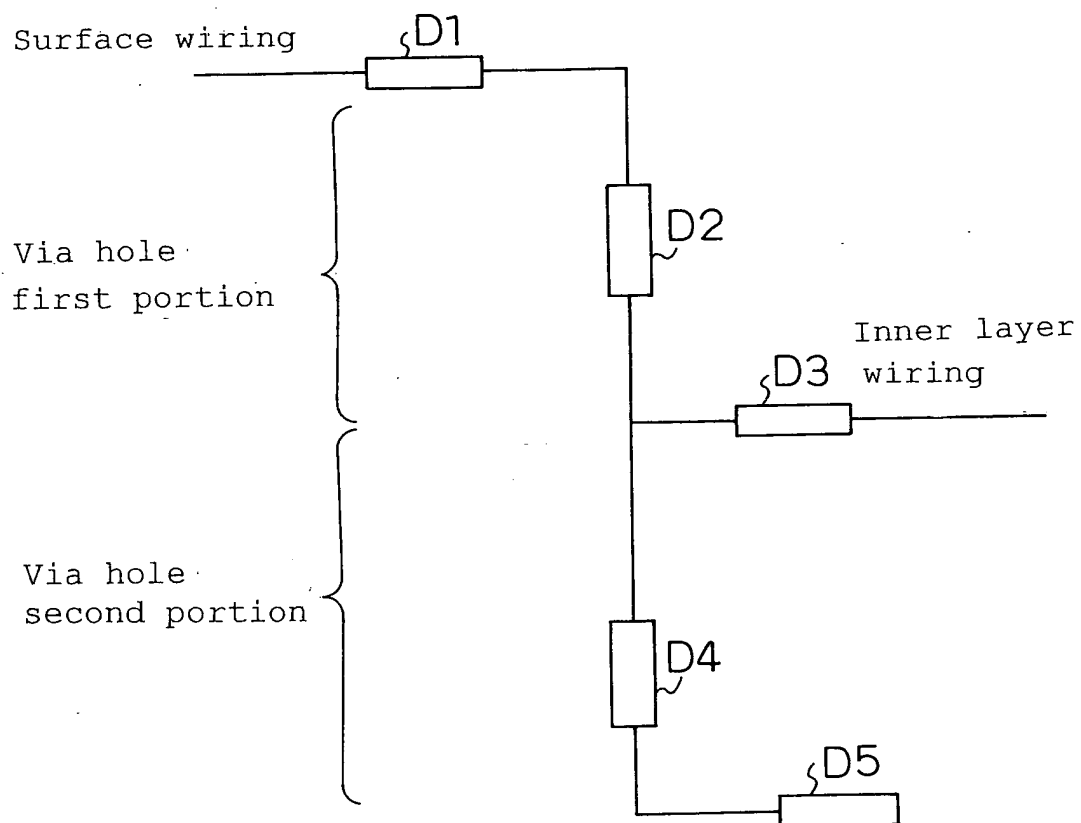 Surface wiring
D1
Via hole
first portion
D2
Inner layer
wiring
D3
Via hole
second portion
D4
D5